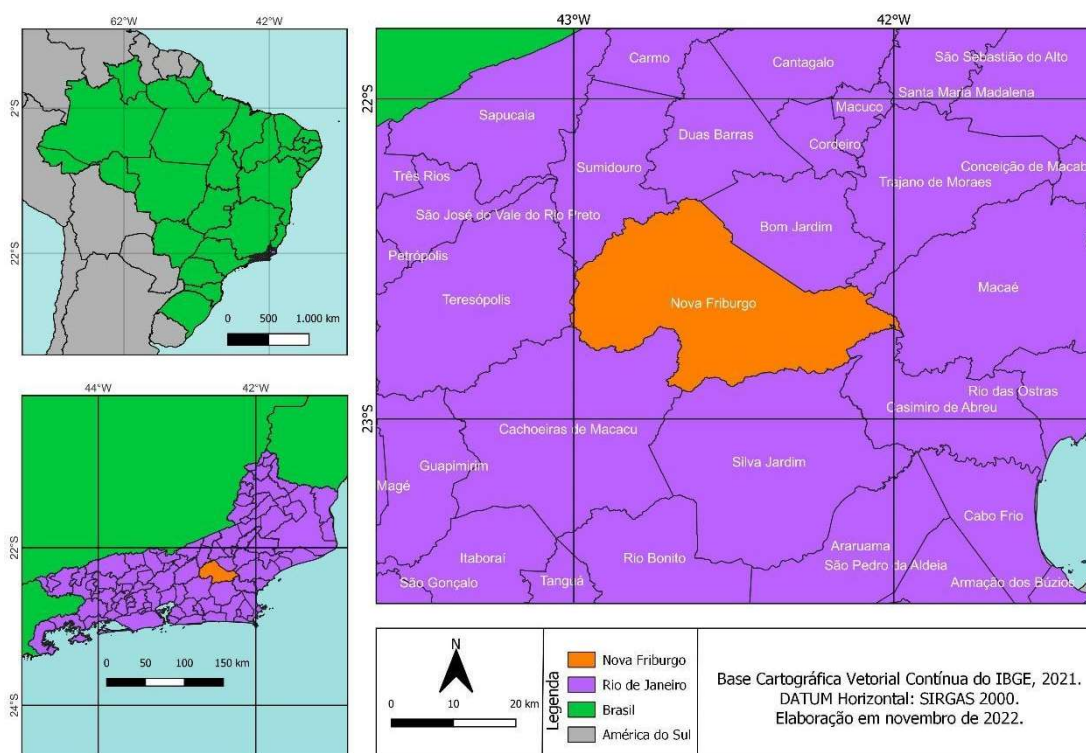 62°W 42°W
2°S
22°S
0 500 1.000 km
44°W 42°W
22°S
24°S
0 50 100 150 km
43°W 42°W
22°S
23°S
Carmo
Cantagalo
São Sebastião do Alto
Santa Maria Madalena
Macuco
Sapucaia
Duas Barras
Cordeiro
Conceição de Macab
Sumidouro
Três Rios
Trajano de Moraes
São José do Vale do Rio Preto
Bom Jardim
Petrópolis
Teresópolis
Nova Friburgo
Macaé
Rio das Ostras
Casimiro de Abreu
Cachoeiras de Macacu
Guapimirim
Silva Jardim
Magé
Cabo Frio
Itaboraí
Rio Bonito
Araruama
São Pedro da Aldeia
São Gonçalo
Tanguá
Armação dos Búzios
N
0 10 20 km
Legenda
Nova Friburgo
Rio de Janeiro
Brasil
América do Sul
Base Cartográfica Vetorial Contínua do IBGE, 2021.
DATUM Horizontal: SIRGAS 2000.
Elaboração em novembro de 2022.